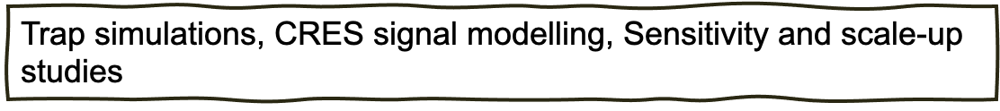 Trap simulations, CRES signal modelling, Sensitivity and scale-up
studies